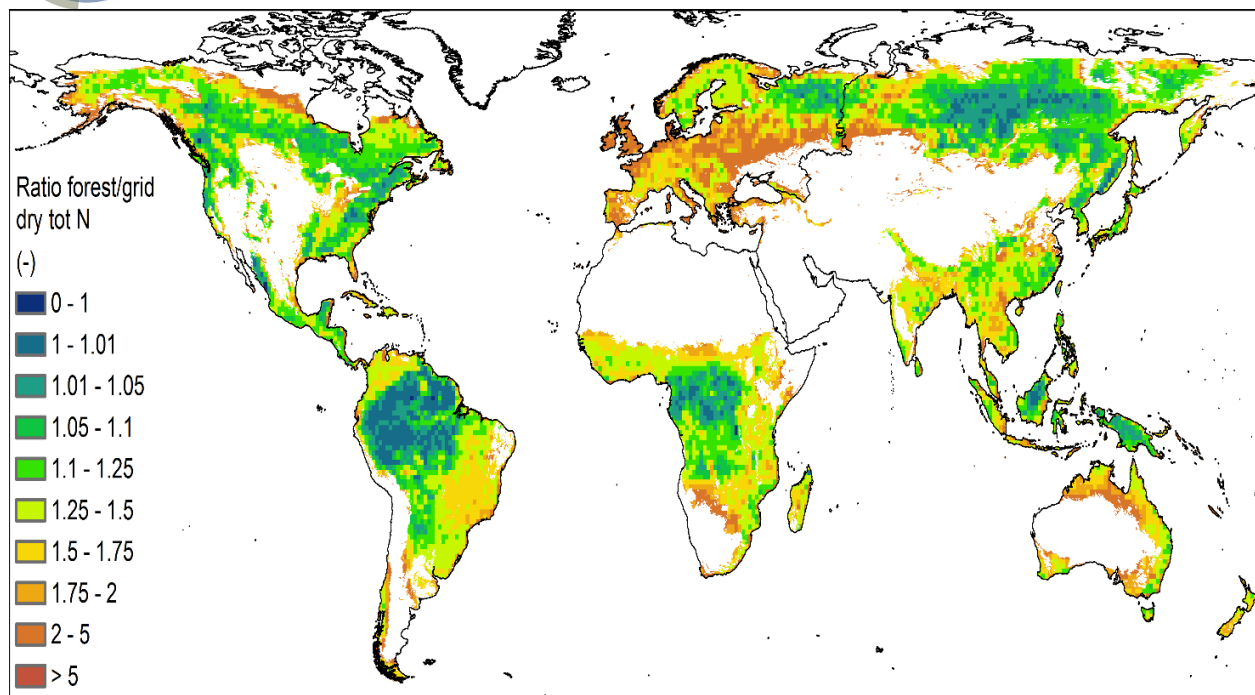 Ratio forest/grid
dry tot N
(-)
0 - 1
1 - 1.01
1.01 - 1.05
1.05 - 1.1
1.1 - 1.25
1.25 - 1.5
1.5 - 1.75
1.75 - 2
2 - 5
> 5